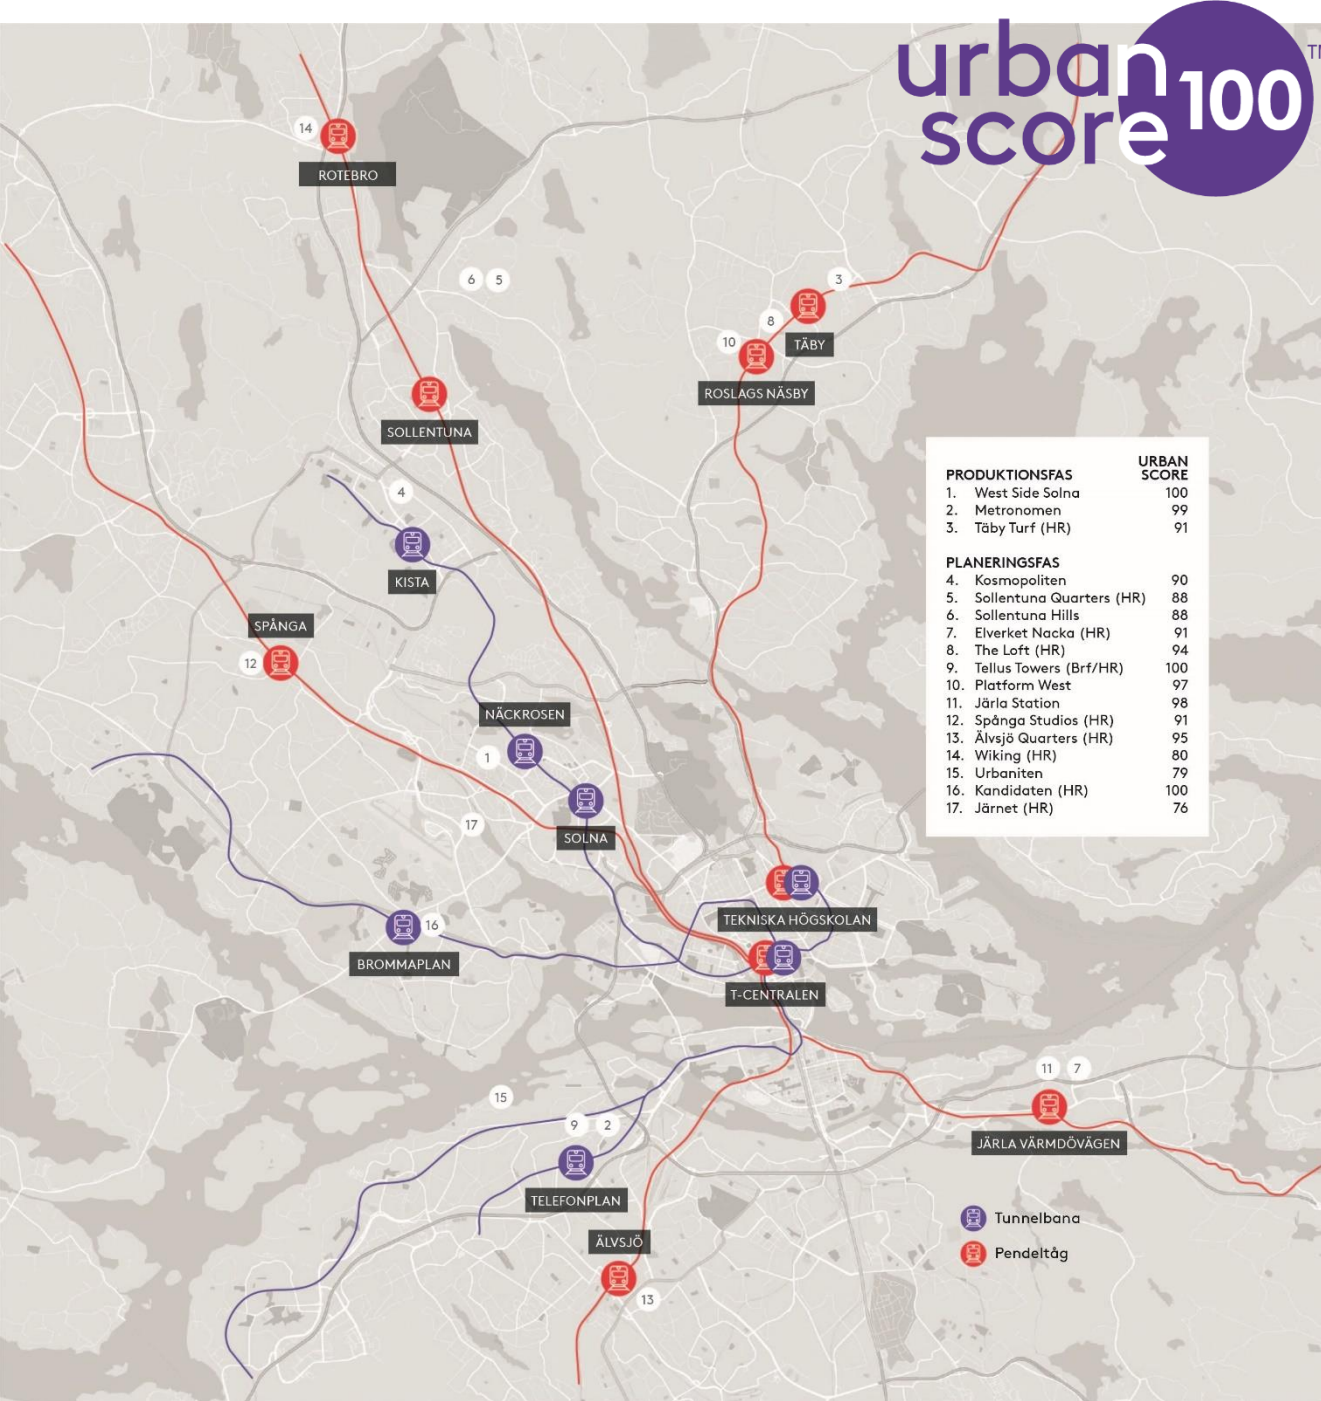 urban
score 100
TM
14
ROTEBRO
6 5
3
8
10
TÄBY
ROSLAGS NÄSBY
SOLLENTUNA
4
KISTA
SPÅNGA
12
NÄCKROSEN
1
17
SOLNA
16
BROMMAPLAN
TEKNISKA HÖGSKOLAN
T-CENTRALEN
11 7
JÄRLA VÄRMDÖVÄGEN
15
9 2
TELEFONPLAN
ÄLVSJÖ
13
URBAN
PRODUKTIONSFAS SCORE
1. West Side Solna 100
2. Metronomen 99
3. Täby Turf (HR) 91
PLANERINGSFAS
4. Kosmopoliten 90
5. Sollentuna Quarters (HR) 88
6. Sollentuna Hills 88
7. Elverket Nacka (HR) 91
8. The Loft (HR) 94
9. Tellus Towers (Brf/HR) 100
10. Platform West 97
11. Järla Station 98
12. Spånga Studios (HR) 91
13. Älvsjö Quarters (HR) 95
14. Wiking (HR) 80
15. Urbaniten 79
16. Kandidaten (HR) 100
17. Järnet (HR) 76
Tunnelbana
Pendeltåg